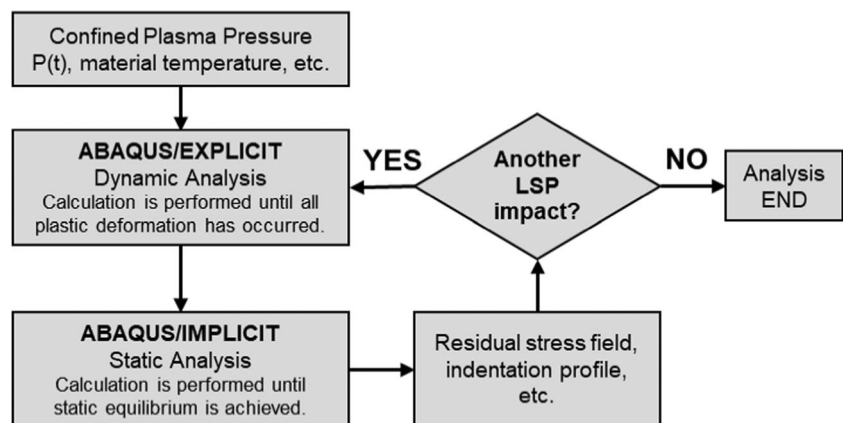 Confined Plasma Pressure
P(t), material temperature, etc.
ABAQUS/EXPLICIT
Dynamic Analysis
Calculation is performed until all
plastic deformation has occurred.
YES
Another
LSP
impact?
NO
Analysis
END
ABAQUS/IMPLICIT
Static Analysis
Calculation is performed until
static equilibrium is achieved.
Residual stress field,
indentation profile,
etc.